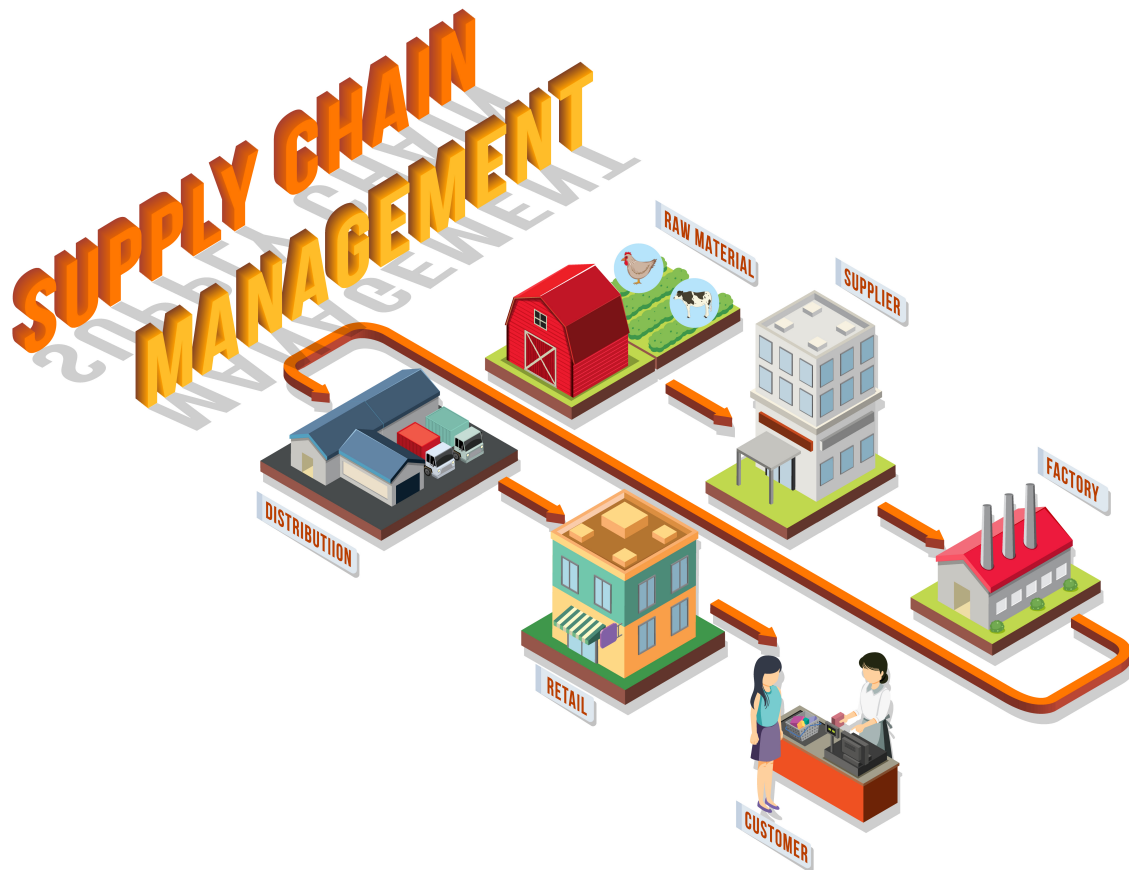 SUPPLY CHAIN
MANAGEMENT
RAW MATERIAL
SUPPLIER
FACTORY
DISTRIBUTIION
RETAIL
CUSTOMER